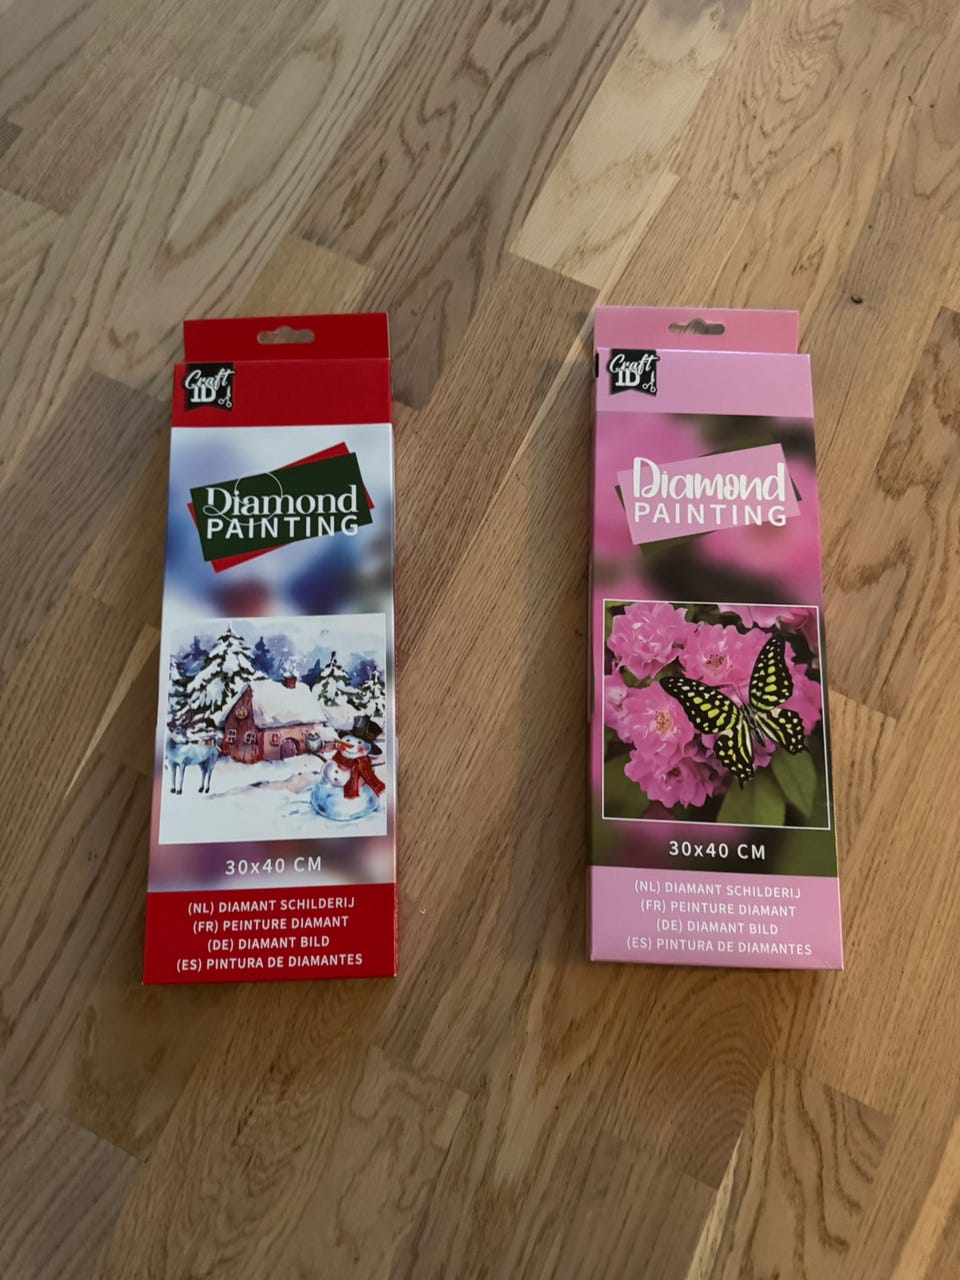 Craft
ID
Diamond
PAINTING
30x40 CM
(NL) DIAMANT SCHILDERIJ
(FR) PEINTURE DIAMANT
(DE) DIAMANT BILD
(ES) PINTURA DE DIAMANTES
Craft
ID
Diamond
PAINTING
30x40 CM
(NL) DIAMANT SCHILDERIJ
(FR) PEINTURE DIAMANT
(DE) DIAMANT BILD
(ES) PINTURA DE DIAMANTES